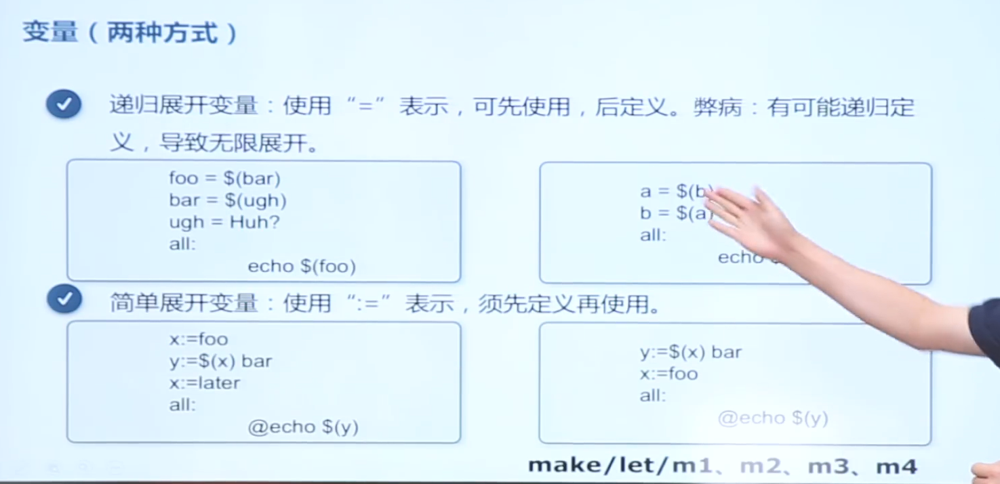 变量（两种方式）
递归展开变量：使用“=”表示，可先使用，后定义。弊病：有可能递归定
义，导致无限展开。
foo = $(bar)
bar = $(ugh)
ugh = Huh?
all:
echo $(foo)
a = $(b)
b = $(a)
all:
echo
简单展开变量：使用“:=”表示，须先定义再使用。
x:=foo
y:=$(x) bar
x:=later
all:
@echo $(y)
y:=$(x) bar
x:=foo
all:
@echo $(y)
make/let/m1、m2、m3、m4